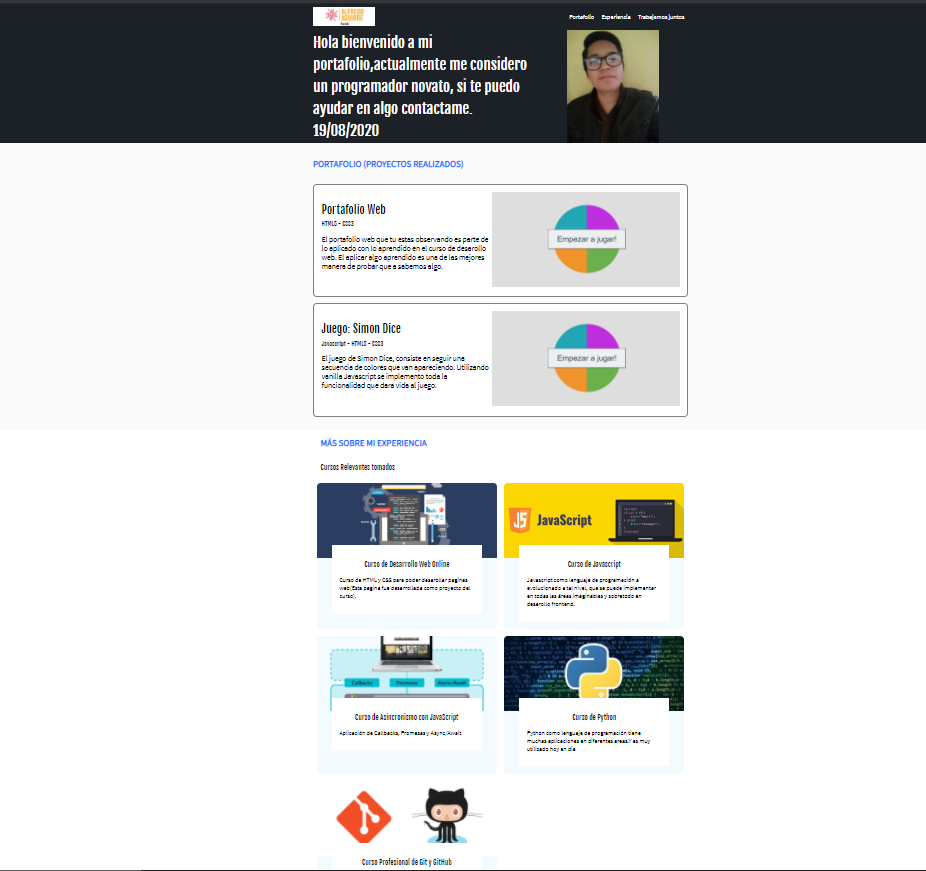 ALFREDO
AGUIRRE
Portafolio Experiencia Trabajemos juntos
Hola bienvenido a mi
portafolio,actualmente me considero
un programador novato, si te puedo
ayudar en algo contactame.
19/08/2020
PORTAFOLIO (PROYECTOS REALIZADOS)
Portafolio Web
HTML5 - CSS3
El portafolio web que tu estas observando es parte de
lo aplicado con lo aprendido en el curso de desarollo
web. El aplicar algo aprendido es una de las mejores
manera de probar que a sabemos algo.
Empezar a jugar!
Juego: Simon Dice
Javascript - HTML5 - CSS3
El juego de Simon Dice, consiste en seguir una
secuencia de colores que van apareciendo. Utilizando
vanilla Javascript se implemento toda la
funcionalidad que dara vida al juego.
Empezar a jugar!
MÁS SOBRE MI EXPERIENCIA
Cursos Relevantes tomados
JS JavaScript
Curso de Desarrollo Web Online
Curso de HTML y CSS para poder desarollar paginas
web(Esta pagina fue desarrollada como proyecto del
curso).
Curso de Javascript
Javascript como lenguaje de programación a
evolucionado a tal nivel, que se puede implementar
en todas las áreas imaginables y sobretodo en
desarollo frontend.
Callbacks Promesas Async/Await
Curso de Asincronismo con JavaScript
Aplicación de Callbacks, Promesas y Async/Await
Curso de Python
Python como lenguaje de programación tiene
muchas aplicaciones en diferentes areas.Y es muy
utilizado hoy en día
Curso Profesional de Git y GitHub